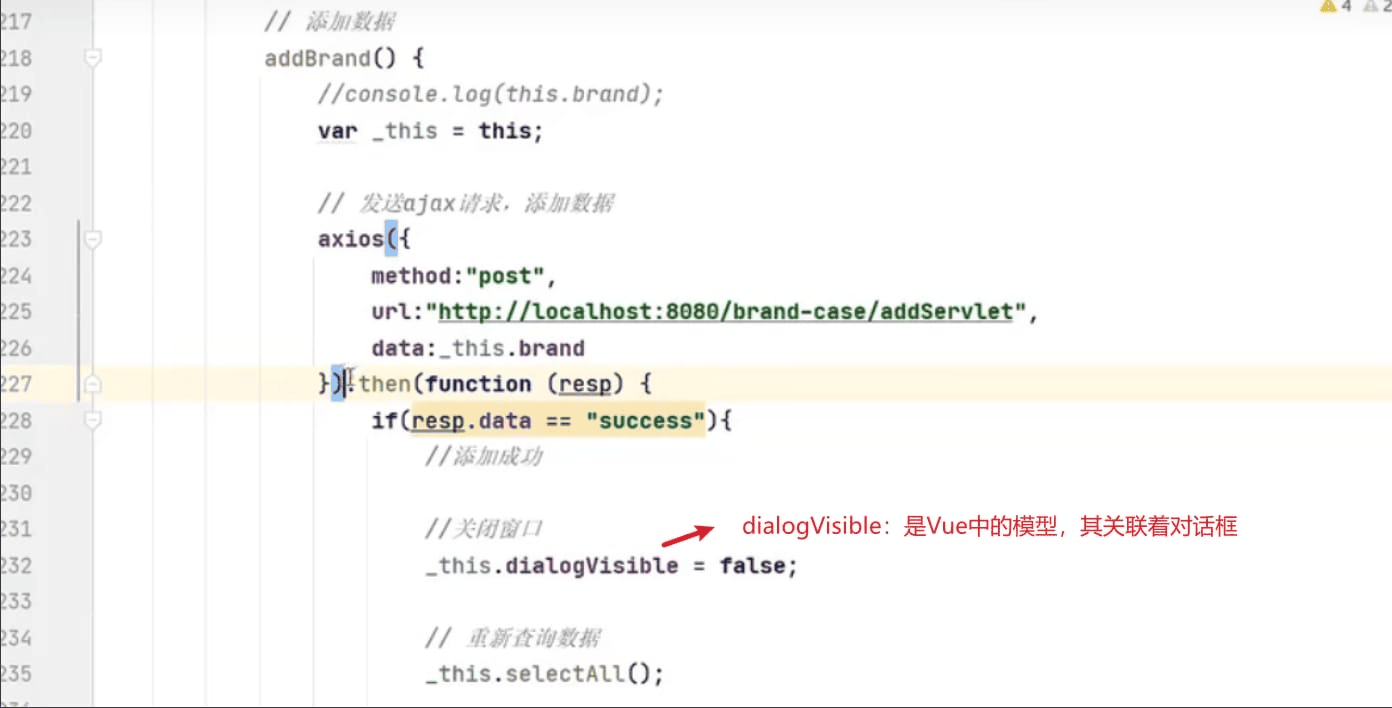 4 2
217 // 添加数据
218 addBrand() {
219 //console.log(this.brand);
220 var _this = this;
221
222 // 发送ajax请求，添加数据
223 axios({
224 method:"post",
225 url:"http://localhost:8080/brand-case/addServlet",
226 data:_this.brand
227 }).then(function (resp) {
228 if(resp.data == "success"){
229 //添加成功
230
231 //关闭窗口 dialogVisible：是Vue中的模型，其关联着对话框
232 _this.dialogVisible = false;
233
234 // 重新查询数据
235 _this.selectAll();